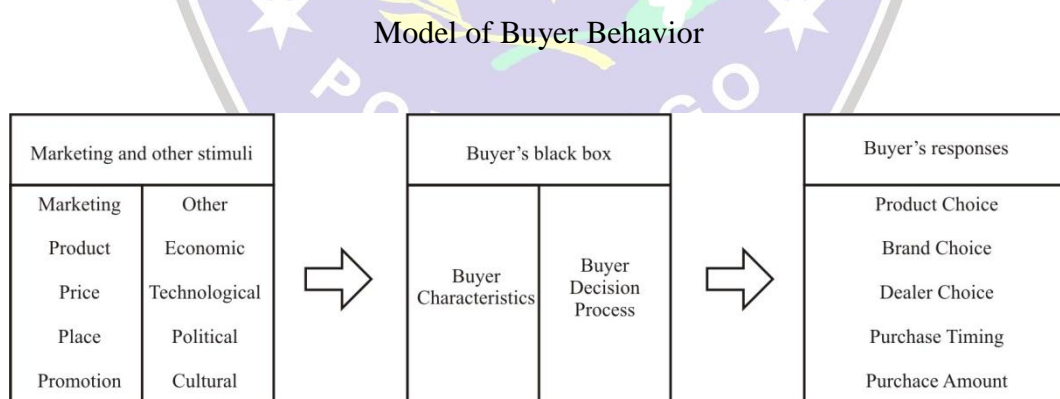 Model of Buyer Behavior
Marketing and other stimuli
Marketing
Product
Price
Place
Promotion
Other
Economic
Technological
Political
Cultural
Buyer's black box
Buyer
Characteristics
Buyer
Decision
Process
Buyer's responses
Product Choice
Brand Choice
Dealer Choice
Purchase Timing
Purchace Amount